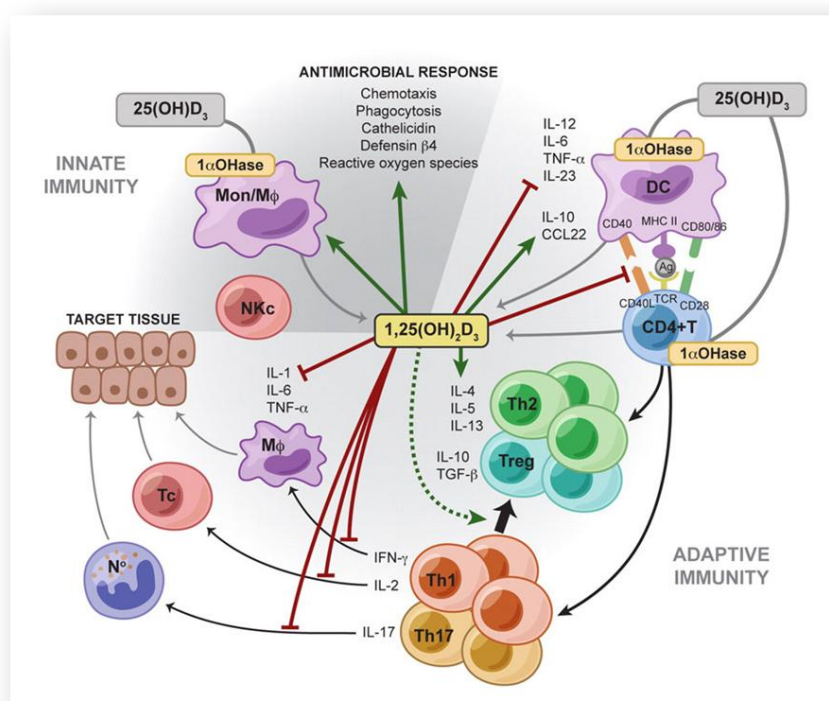 ANTIMICROBIAL RESPONSE
Chemotaxis
Phagocytosis
Cathelicidin
Defensin β4
Reactive oxygen species
25(OH)D3
1αOHase
Mon/MΦ
INNATE
IMMUNITY
NKc
IL-12
IL-6
TNF-α
IL-23
IL-10
CCL22
25(OH)D3
1αOHase
DC
CD40
MHC II
CD80/86
Ag
CD40L
TCR
CD28
CD4+T
1αOHase
1,25(OH)2D3
TARGET TISSUE
IL-1
IL-6
TNF-α
MΦ
Tc
N°
IL-4
IL-5
IL-13
Th2
IL-10
TGF-β
Treg
IFN-γ
IL-2
IL-17
Th1
Th17
ADAPTIVE
IMMUNITY